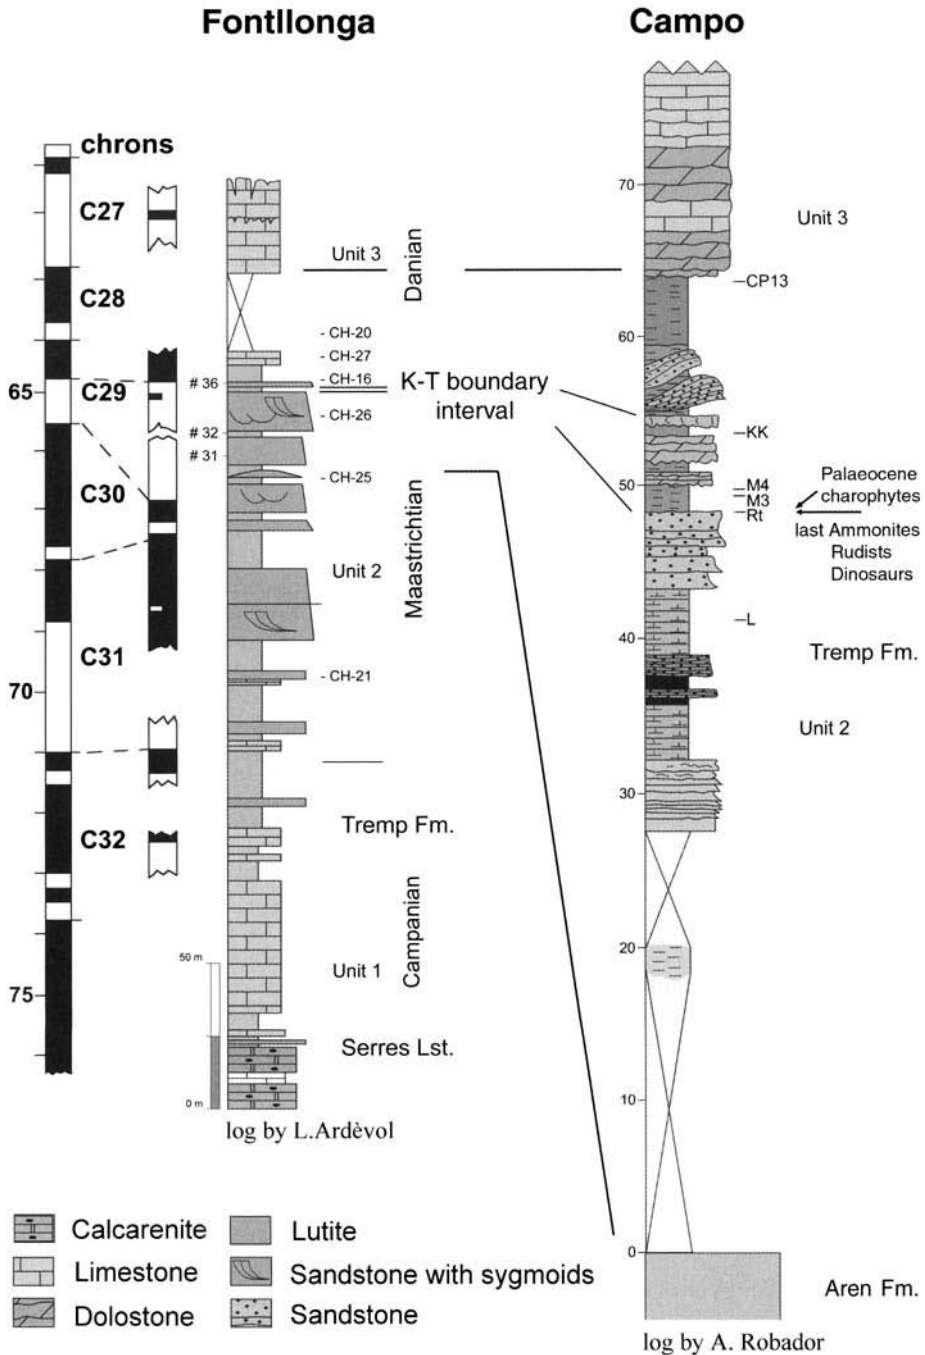 Fontllonga
Campo
chrons
C27
C28
C29
C30
C31
C32
65
70
75
# 36
# 32
# 31
Unit 3
- CH-20
- CH-27
- CH-16
- CH-26
- CH-25
Unit 2
- CH-21
Tremp Fm.
Unit 1
Serres Lst.
50 m
0 m
log by L.Ardèvol
Danian
Maastrichtian
Campanian
K-T boundary
interval
70
60
50
40
30
20
10
0
Unit 3
- CP13
- KK
- M4
- M3
- Rt
- L
Palaeocene
charophytes
last Ammonites
Rudists
Dinosaurs
Tremp Fm.
Unit 2
Aren Fm.
log by A. Robador
Calcarenite
Limestone
Dolostone
Lutite
Sandstone with sygmoids
Sandstone